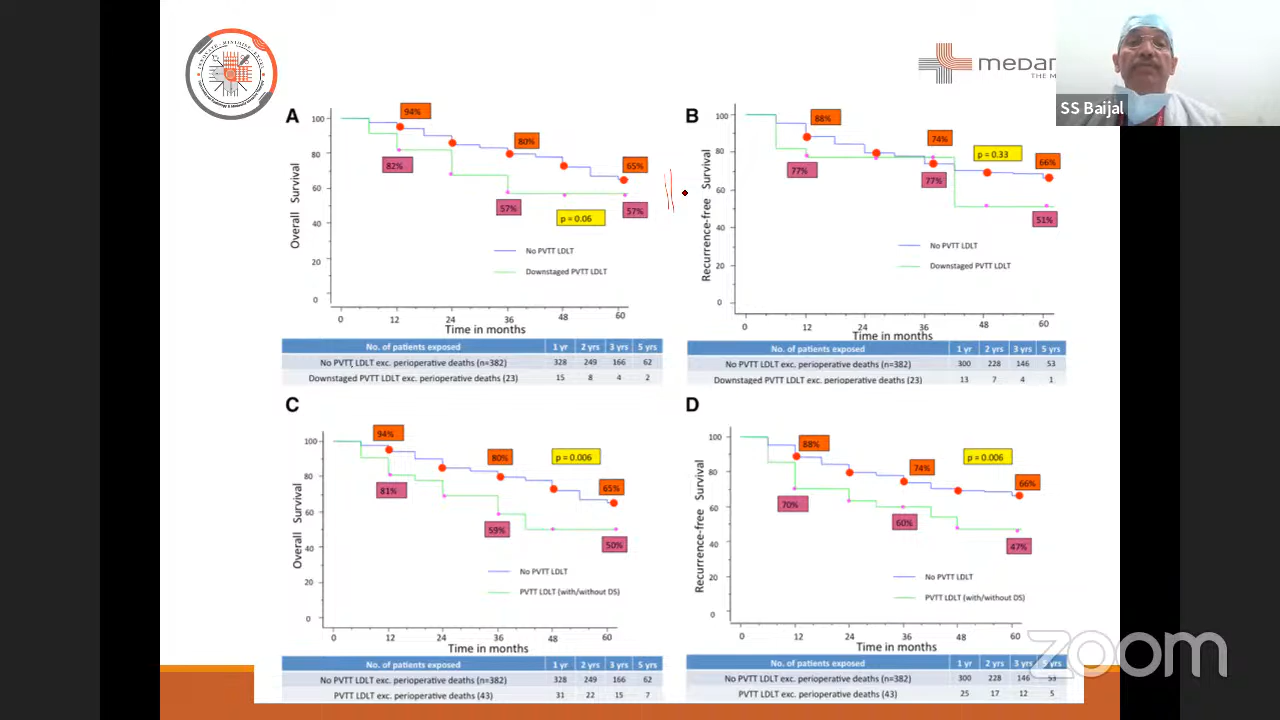 medan
THE M
SS Baijal
A
94%
80%
65%
82%
57%
57%
p = 0.06
Overall Survival
100
80
60
40
20
0
No PVTT LDLT
Downstaged PVTT LDLT
0 12 24 36 48 60
Time in months
No. of patients exposed 1 yr 2 yrs 3 yrs 5 yrs
No PVTT LDLT exc. perioperative deaths (n=382) 328 249 166 62
Downstaged PVTT LDLT exc. perioperative deaths (23) 15 8 4 2
B
88%
74%
66%
77%
77%
51%
p = 0.33
Recurrence-free Survival
100
80
60
40
20
0
No PVTT LDLT
Downstaged PVTT LDLT
0 12 24 36 48 60
Time in months
No. of patients exposed 1 yr 2 yrs 3 yrs 5 yrs
No PVTT LDLT exc. perioperative deaths (n=382) 300 228 146 53
Downstaged PVTT LDLT exc. perioperative deaths (23) 13 7 4 1
C
94%
80%
65%
81%
59%
50%
p = 0.006
Overall Survival
100
80
60
40
20
0
No PVTT LDLT
PVTT LDLT (with/without DS)
0 12 24 36 48 60
Time in months
No. of patients exposed 1 yr 2 yrs 3 yrs 5 yrs
No PVTT LDLT exc. perioperative deaths (n=382) 328 249 166 62
PVTT LDLT exc. perioperative deaths (43) 31 22 15 7
D
88%
74%
66%
70%
60%
47%
p = 0.006
Recurrence-free Survival
100
80
60
40
20
0
No PVTT LDLT
PVTT LDLT (with/without DS)
0 12 24 36 48 60
Time in months
No. of patients exposed 1 yr 2 yrs 3 yrs 5 yrs
No PVTT LDLT exc. perioperative deaths (n=382) 300 228 146 53
PVTT LDLT exc. perioperative deaths (43) 25 17 12 5
zoom